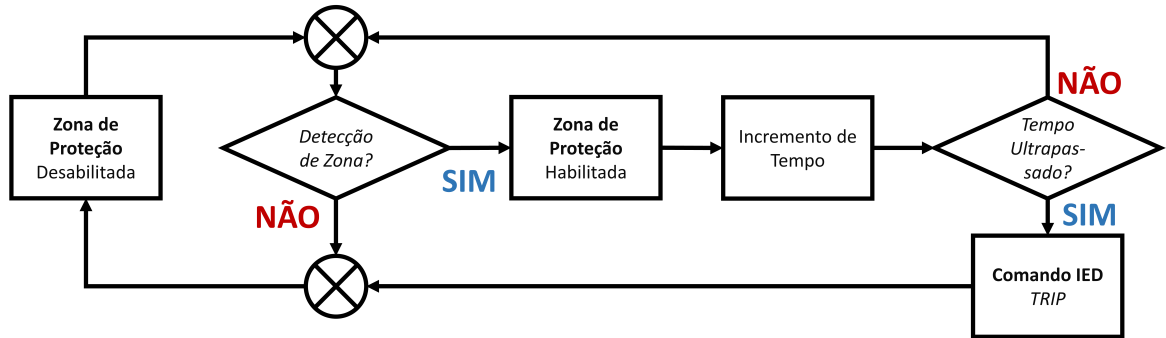 Zona de
Proteção
Desabilitada
Detecção
de Zona?
SIM
NÃO
Zona de
Proteção
Habilitada
Incremento de
Tempo
Tempo
Ultrapas-
sado?
NÃO
SIM
Comando IED
TRIP